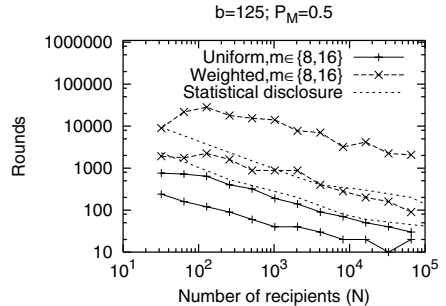 b=125; P_M=0.5
Uniform,m∈{8,16}
Weighted,m∈{8,16}
Statistical disclosure
1000000
100000
10000
1000
100
10
Rounds
10^1 10^2 10^3 10^4 10^5
Number of recipients (N)